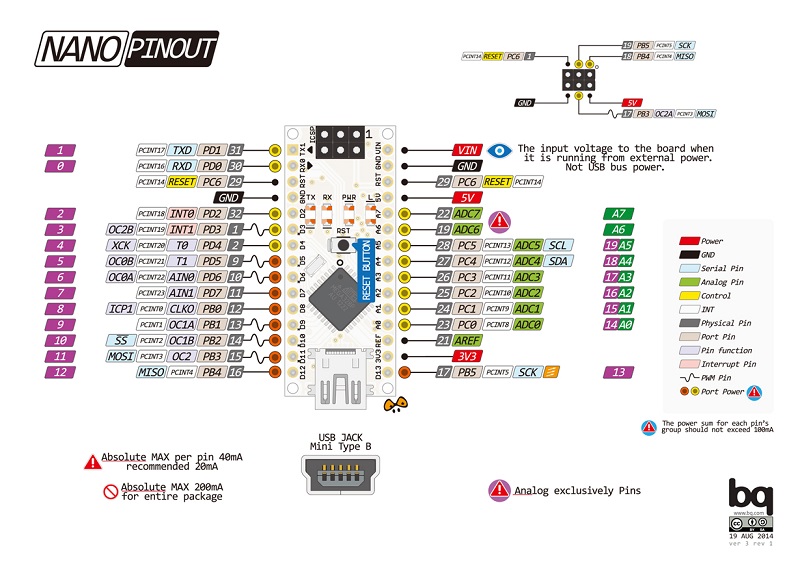 NANO PINOUT
PCINT14 RESET PC6 1
19 PB5 PCINT5 SCK
18 PB4 PCINT4 MISO
GND
5V
17 PB3 OC2A PCINT3 MOSI
ICSP
1
1 PCINT17 TXD PD1 31 TX1
0 PCINT16 RXD PD0 30 RX0
PCINT14 RESET PC6 29 RST
GND GND
2 PCINT18 INT0 PD2 32 D2
3 OC2B PCINT19 INT1 PD3 1 D3
4 XCK PCINT20 T0 PD4 2 D4
5 OC0B PCINT21 T1 PD5 9 D5
6 OC0A PCINT22 AIN0 PD6 10 D6
7 PCINT23 AIN1 PD7 11 D7
8 ICP1 PCINT0 CLKO PB0 12 D8
9 PCINT1 OC1A PB1 13 D9
10 SS PCINT2 OC1B PB2 14 D10
11 MOSI PCINT3 OC2 PB3 15 D11
12 MISO PCINT4 PB4 16 D12
TX RX PWR L
RST
RESET BUTTON
VIN VIN
GND GND
RST 29 PC6 RESET PCINT14
5V 5V
A7 22 ADC7 A7
A6 19 ADC6 A6
A5 28 PC5 PCINT13 ADC5 SCL 19 A5
A4 27 PC4 PCINT12 ADC4 SDA 18 A4
A3 26 PC3 PCINT11 ADC3 17 A3
A2 25 PC2 PCINT10 ADC2 16 A2
A1 24 PC1 PCINT9 ADC1 15 A1
A0 23 PC0 PCINT8 ADC0 14 A0
REF 21 AREF
3V3 3V3
D13 17 PB5 PCINT5 SCK 13
The input voltage to the board when
it is running from external power.
Not USB bus power.
Power
GND
Serial Pin
Analog Pin
Control
INT
Physical Pin
Port Pin
Pin function
Interrupt Pin
PWM Pin
Port Power
The power sum for each pin's
group should not exceed 100mA
USB JACK
Mini Type B
Absolute MAX per pin 40mA
recommended 20mA
Absolute MAX 200mA
for entire package
Analog exclusively Pins
bq
www.bq.com
cc BY SA
19 AUG 2014
ver 3 rev 1